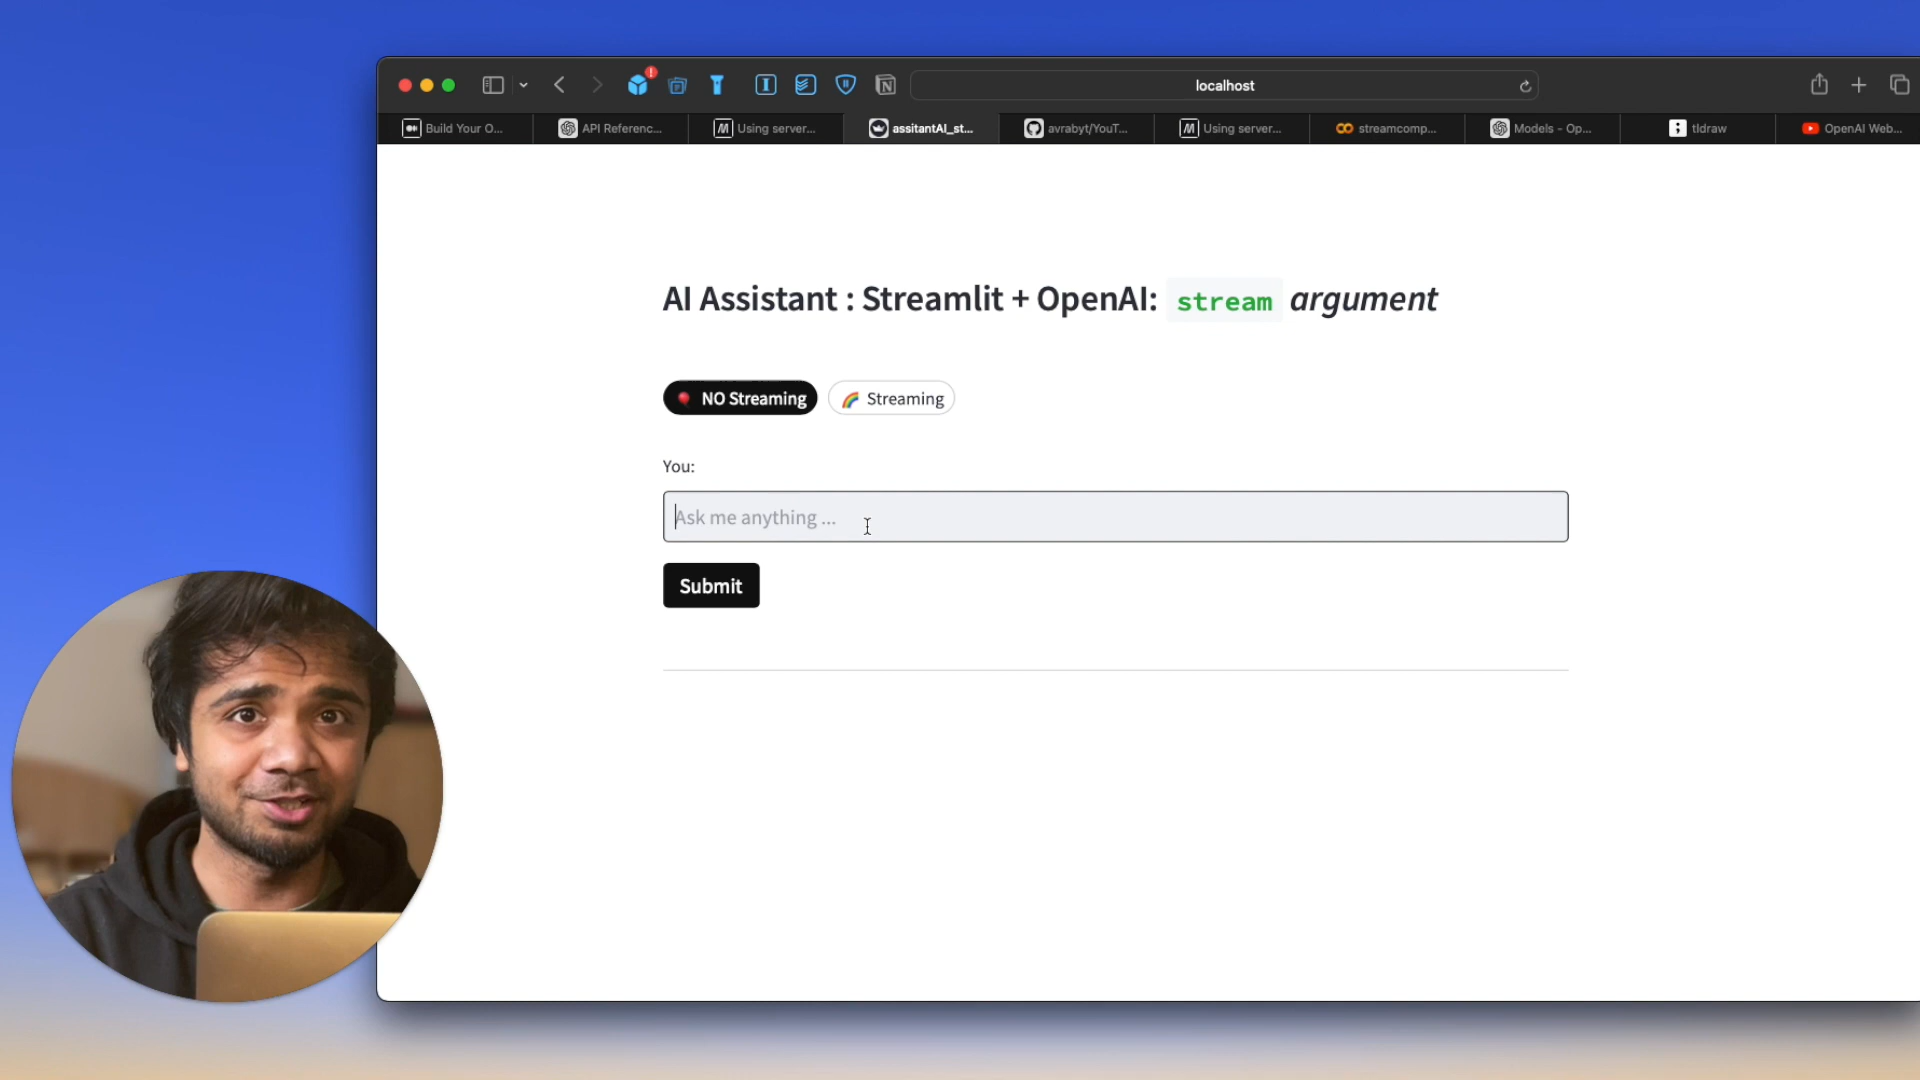 localhost
Build Your O...
API Referenc...
Using server...
assitantAI_st...
avrabyt/YouT...
Using server...
streamcomp...
Models - Op...
tldraw
OpenAI Web...
AI Assistant : Streamlit + OpenAI: stream argument
NO Streaming
Streaming
You:
Ask me anything ...
Submit